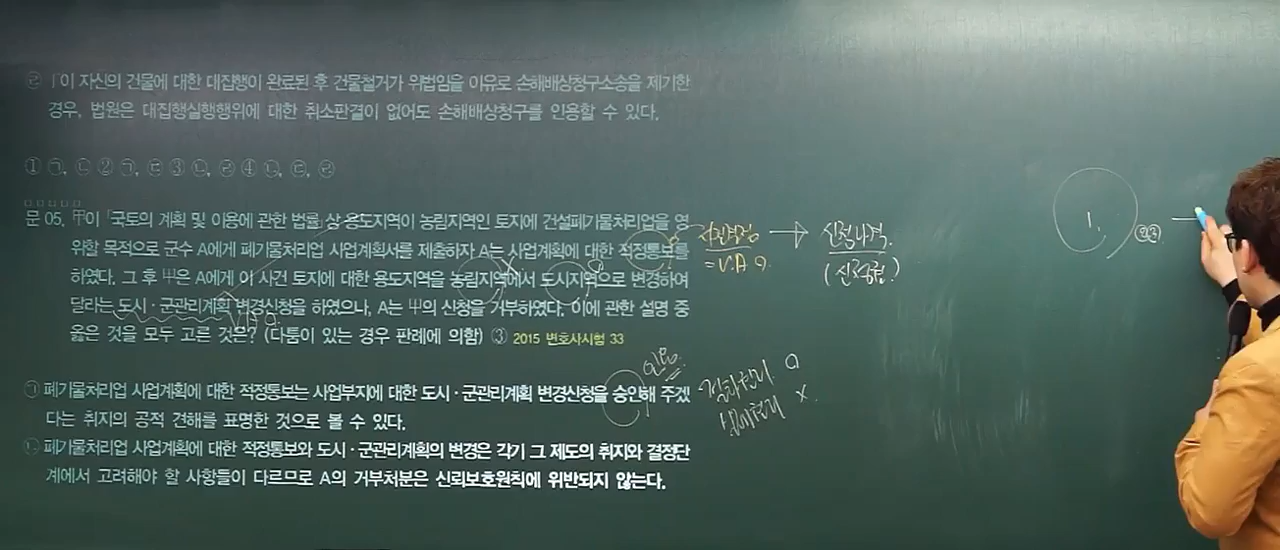 ㉣ 丁이 자신의 건물에 대한 대집행이 완료된 후 건물철거가 위법임을 이유로 손해배상청구소송을 제기한
경우, 법원은 대집행실행행위에 대한 취소판결이 없어도 손해배상청구를 인용할 수 있다.
① ㉠, ㉡ ② ㉠, ㉢ ③ ㉡, ㉣ ④ ㉡, ㉢, ㉣
문 05. 甲이 「국토의 계획 및 이용에 관한 법률」상 용도지역이 농림지역인 토지에 건설폐기물처리업을 영
위할 목적으로 군수 A에게 폐기물처리업 사업계획서를 제출하자 A는 사업계획에 대한 적정통보를
하였다. 그 후 甲은 A에게 이 사건 토지에 대한 용도지역을 농림지역에서 도시지역으로 변경하여
달라는 도시·군관리계획 변경신청을 하였으나, A는 甲의 신청을 거부하였다. 이에 관한 설명 중
옳은 것을 모두 고른 것은? (다툼이 있는 경우 판례에 의함) ③ 2015 변호사시험 33
㉠ 폐기물처리업 사업계획에 대한 적정통보는 사업부지에 대한 도시·군관리계획 변경신청을 승인해 주겠
다는 취지의 공적 견해를 표명한 것으로 볼 수 있다.
㉡ 폐기물처리업 사업계획에 대한 적정통보와 도시·군관리계획의 변경은 각기 그 제도의 취지와 결정단
계에서 고려해야 할 사항들이 다르므로 A의 거부처분은 신뢰보호원칙에 위반되지 않는다.
사전결정
= VA O
→ 신청자격
VA O
O
X
1.